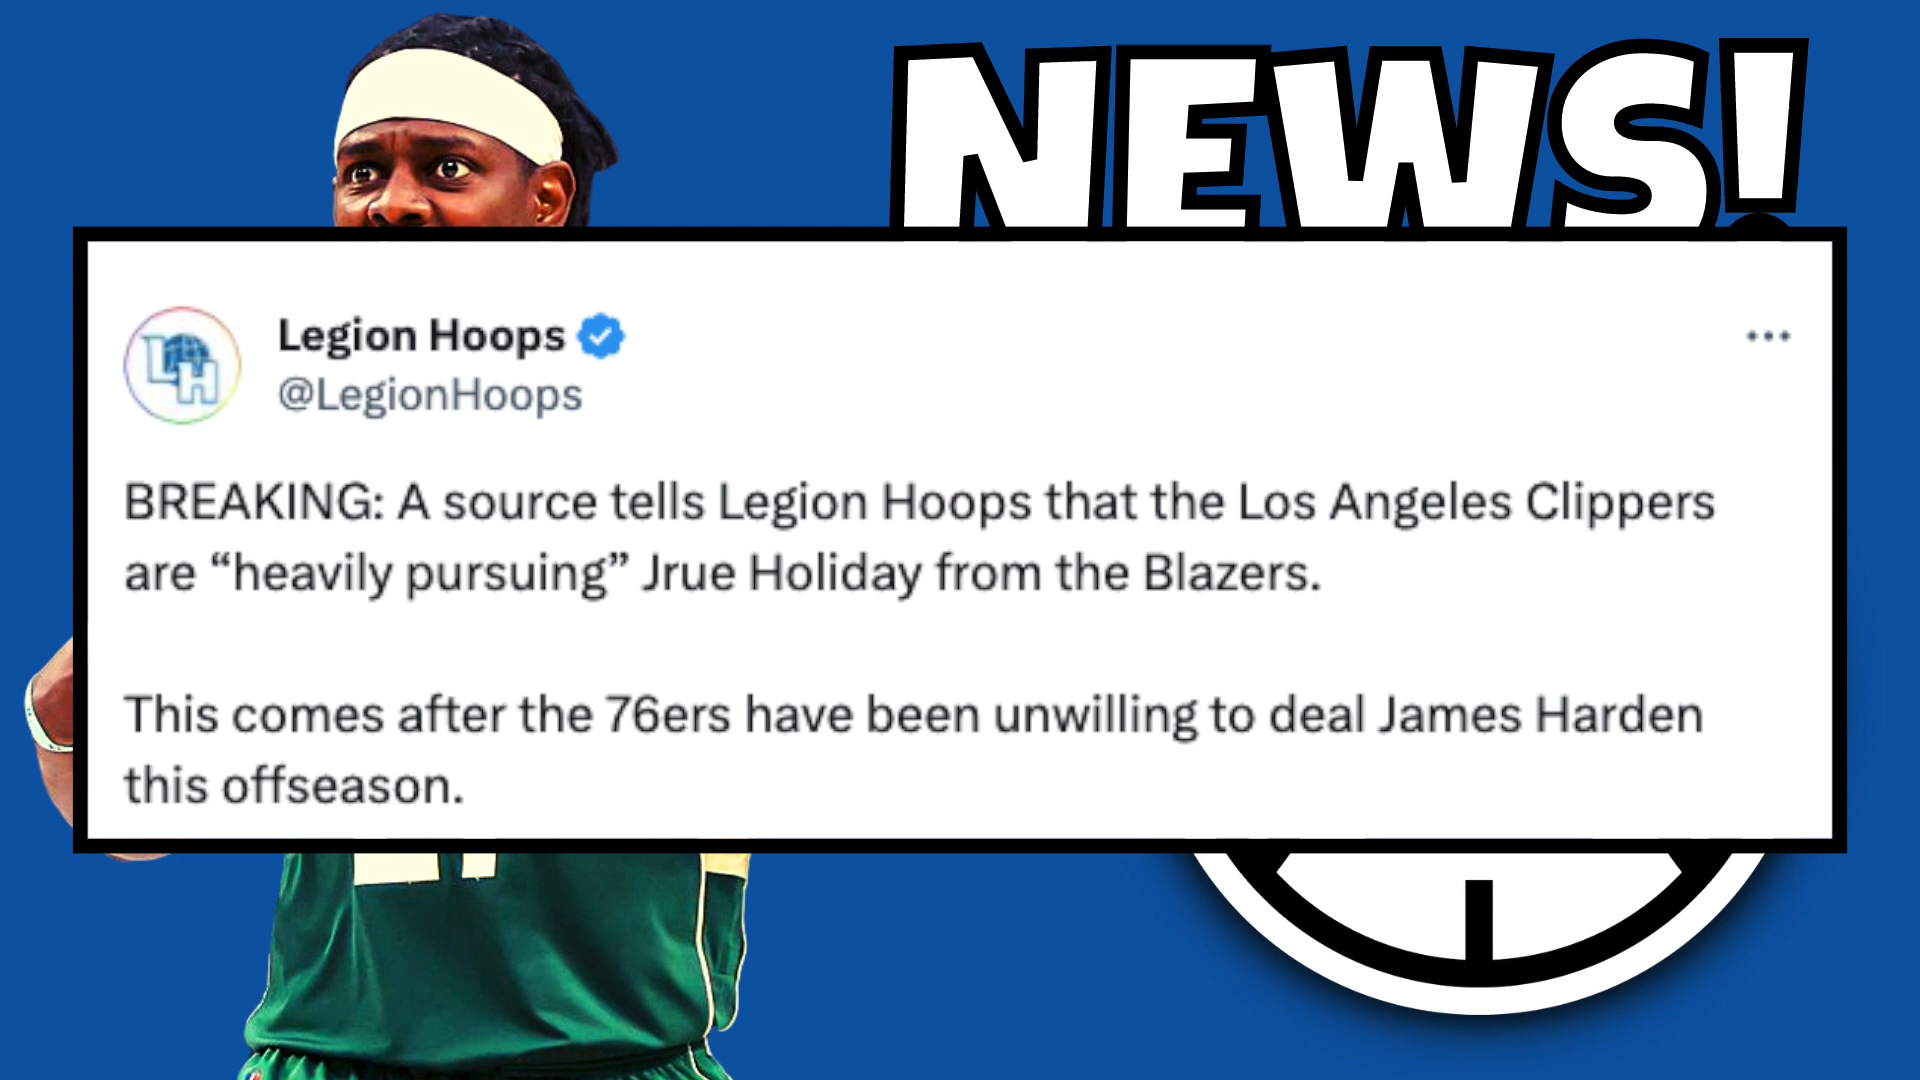 NEWS!
LH
Legion Hoops
@LegionHoops
BREAKING: A source tells Legion Hoops that the Los Angeles Clippers
are “heavily pursuing” Jrue Holiday from the Blazers.
This comes after the 76ers have been unwilling to deal James Harden
this offseason.